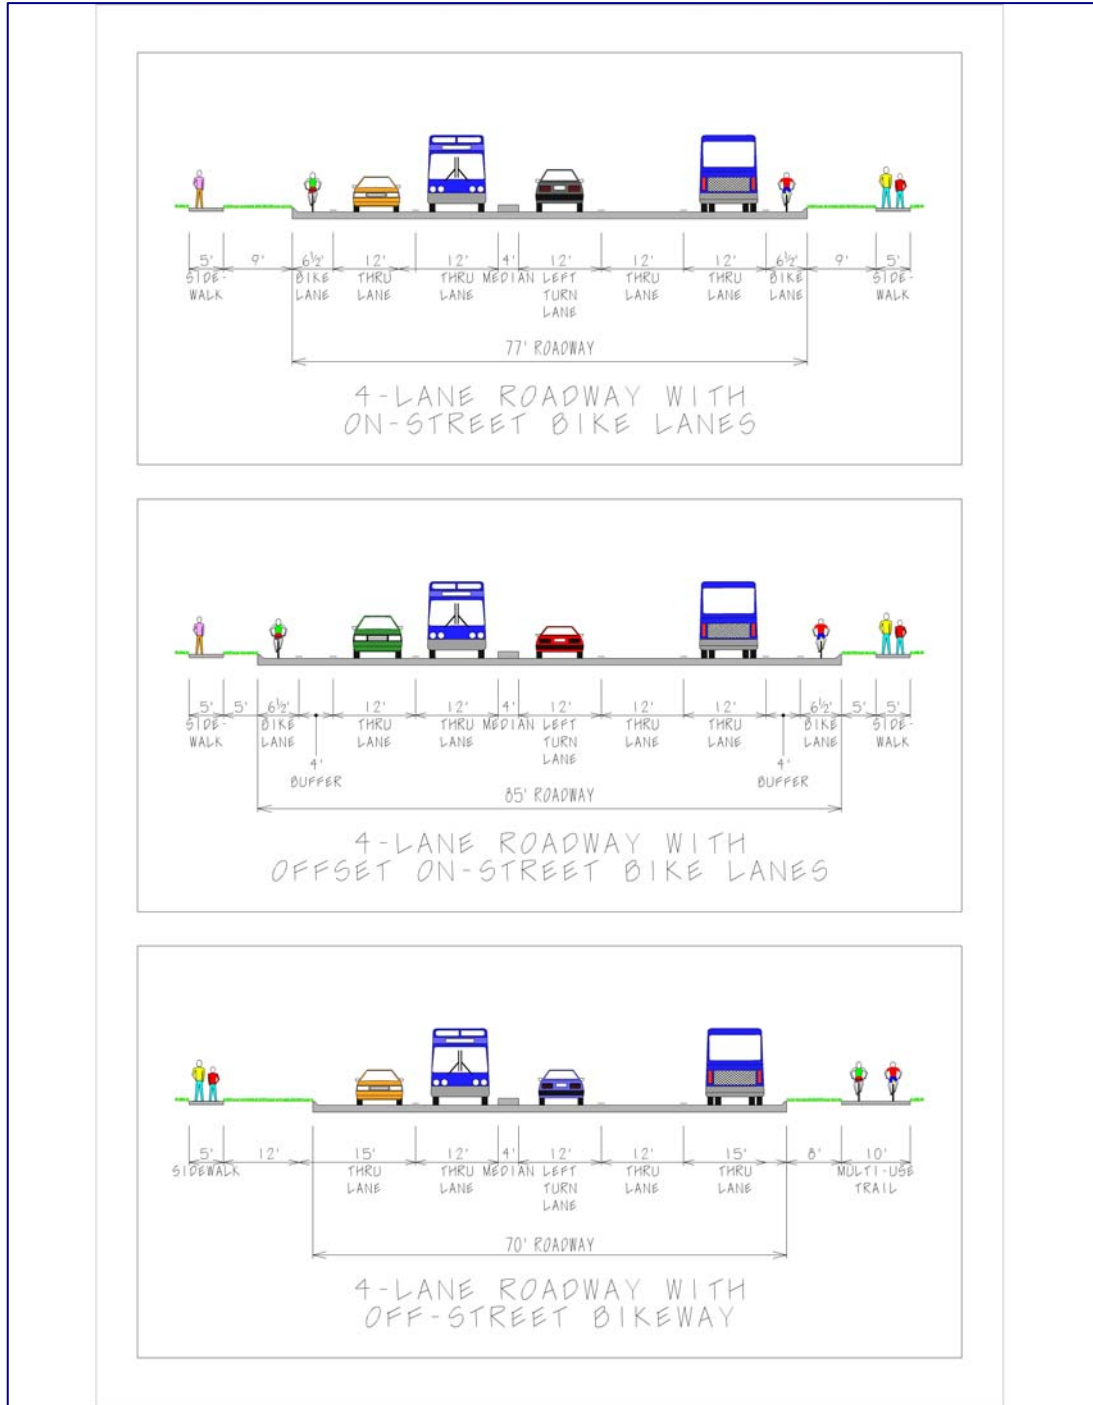 5' 9' 6½' 12' 12' 4' 12' 12' 12' 6½' 9' 5'
SIDE- BIKE THRU THRU MEDIAN LEFT THRU THRU BIKE SIDE-
WALK LANE LANE LANE TURN LANE LANE LANE WALK
LANE
77' ROADWAY
4-LANE ROADWAY WITH
ON-STREET BIKE LANES
5' 5' 6½' 12' 12' 4' 12' 12' 12' 6½' 5' 5'
SIDE- BIKE THRU THRU MEDIAN LEFT THRU THRU BIKE SIDE-
WALK LANE LANE LANE TURN LANE LANE LANE WALK
LANE
4' 4'
BUFFER BUFFER
85' ROADWAY
4-LANE ROADWAY WITH
OFFSET ON-STREET BIKE LANES
5' 12' 15' 12' 4' 12' 12' 15' 8' 10'
SIDEWALK THRU THRU MEDIAN LEFT THRU THRU MULTI-USE
LANE LANE TURN LANE LANE TRAIL
LANE
70' ROADWAY
4-LANE ROADWAY WITH
OFF-STREET BIKEWAY